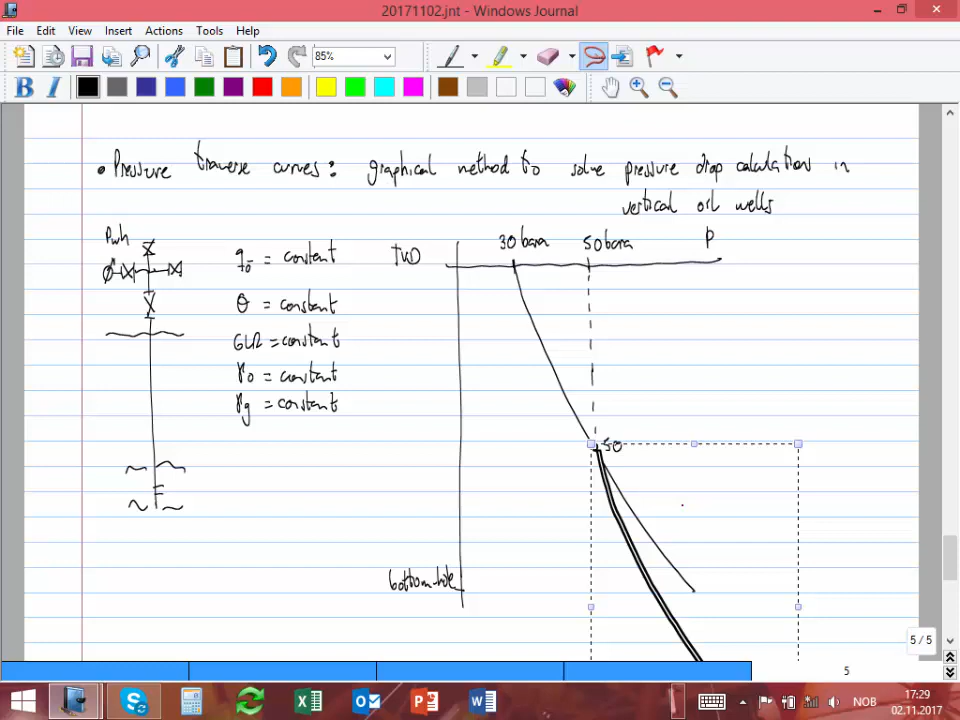 20171102.jnt - Windows Journal
File Edit View Insert Actions Tools Help
85%
B I
• Pressure traverse curves: graphical method to solve pressure drop calculation in
vertical oil wells
Pwh
q_ō = constant
TVD
30 bara
50 bara
P
θ = constant
GLR = constant
γo = constant
γg = constant
50
bottom-hole
5 / 5
5
17:29
NOB
02.11.2017